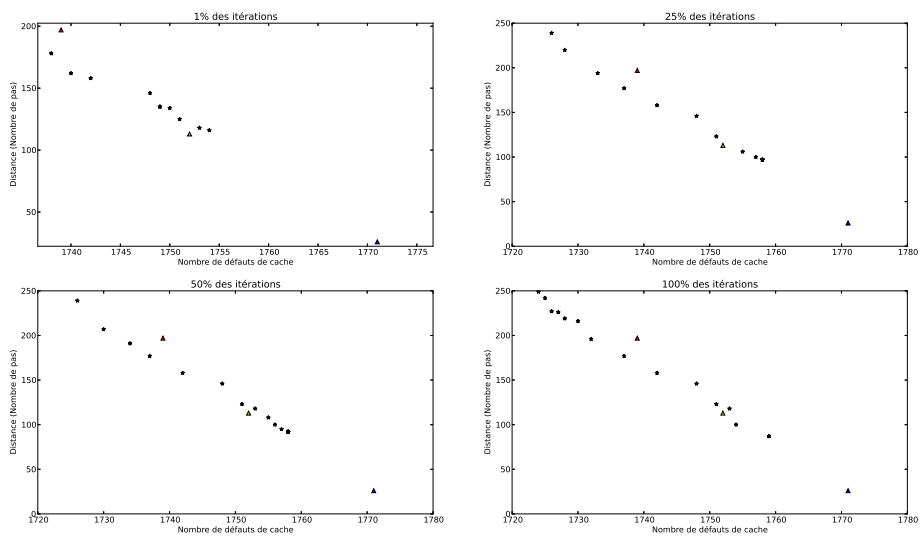 1% des itérations
200
150
100
50
Distance (Nombre de pas)
1740 1745 1750 1755 1760 1765 1770 1775
Nombre de défauts de cache
25% des itérations
250
200
150
100
50
0
Distance (Nombre de pas)
1720 1730 1740 1750 1760 1770 1780
Nombre de défauts de cache
50% des itérations
250
200
150
100
50
0
Distance (Nombre de pas)
1720 1730 1740 1750 1760 1770 1780
Nombre de défauts de cache
100% des itérations
250
200
150
100
50
0
Distance (Nombre de pas)
1720 1730 1740 1750 1760 1770 1780
Nombre de défauts de cache